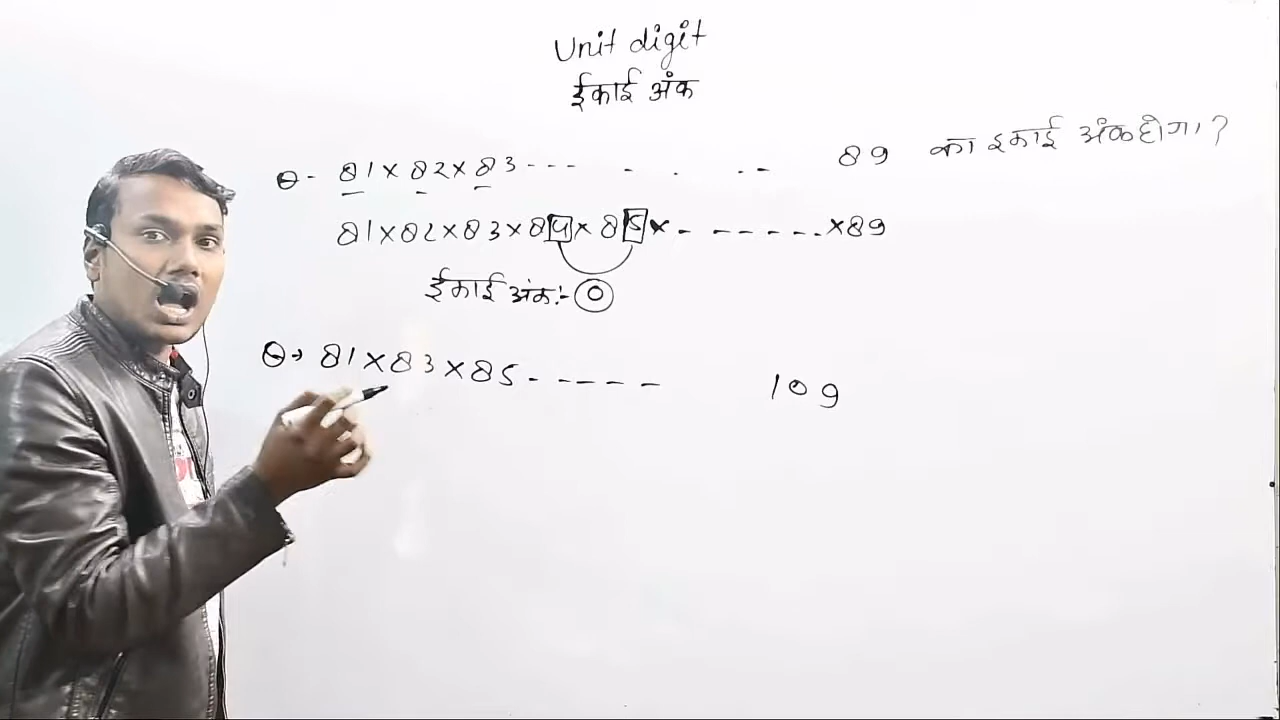 Unit digit
ईकाई अंक
Q- 81×82×83--- - . -- 89 का इकाई अंक होगा?
81×82×83×84×85×-------×89
ईकाई अंक:- 0
Q→ 81×83×85----- 109